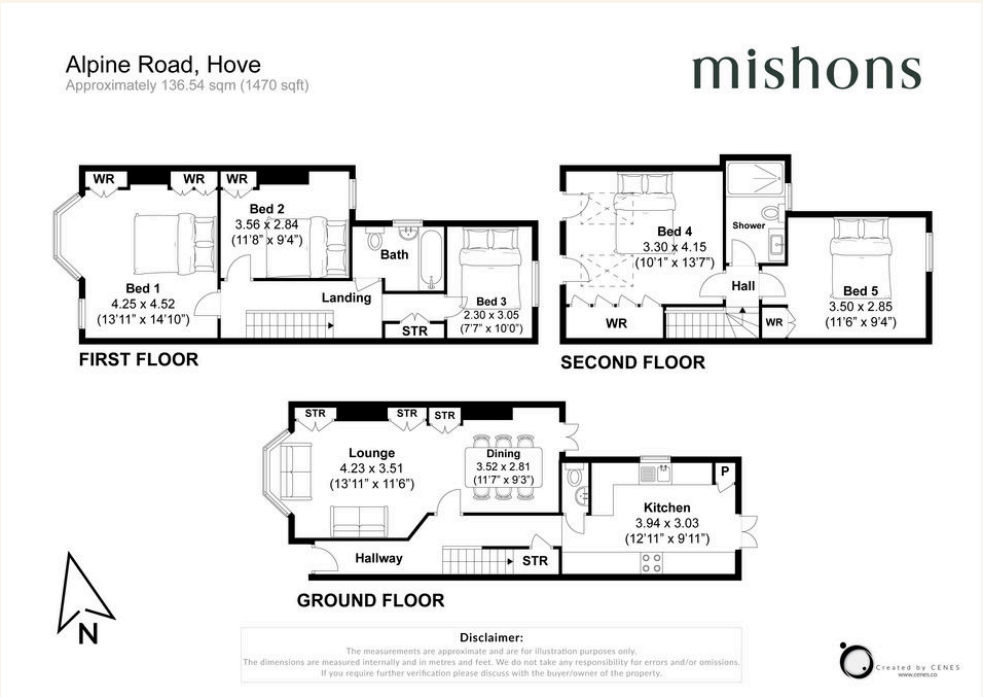 Alpine Road, Hove
Approximately 136.54 sqm (1470 sqft)
mishons
WR
WR
WR
Bed 2
3.56 x 2.84
(11'8" x 9'4")
Bath
Bed 1
4.25 x 4.52
(13'11" x 14'10")
Landing
STR
Bed 3
2.30 x 3.05
(7'7" x 10'0")
FIRST FLOOR
Shower
Bed 4
3.30 x 4.15
(10'1" x 13'7")
Hall
Bed 5
3.50 x 2.85
(11'6" x 9'4")
WR
WR
SECOND FLOOR
STR
STR
STR
Lounge
4.23 x 3.51
(13'11" x 11'6")
Dining
3.52 x 2.81
(11'7" x 9'3")
P
Kitchen
3.94 x 3.03
(12'11" x 9'11")
Hallway
STR
GROUND FLOOR
N
Disclaimer:
The measurements are approximate and are for illustration purposes only.
The dimensions are measured internally and in metres and feet. We do not take any responsibility for errors and/or omissions.
If you require further verification please discuss with the buyer/owner of the property.
Created by CENES
www.cenes.co